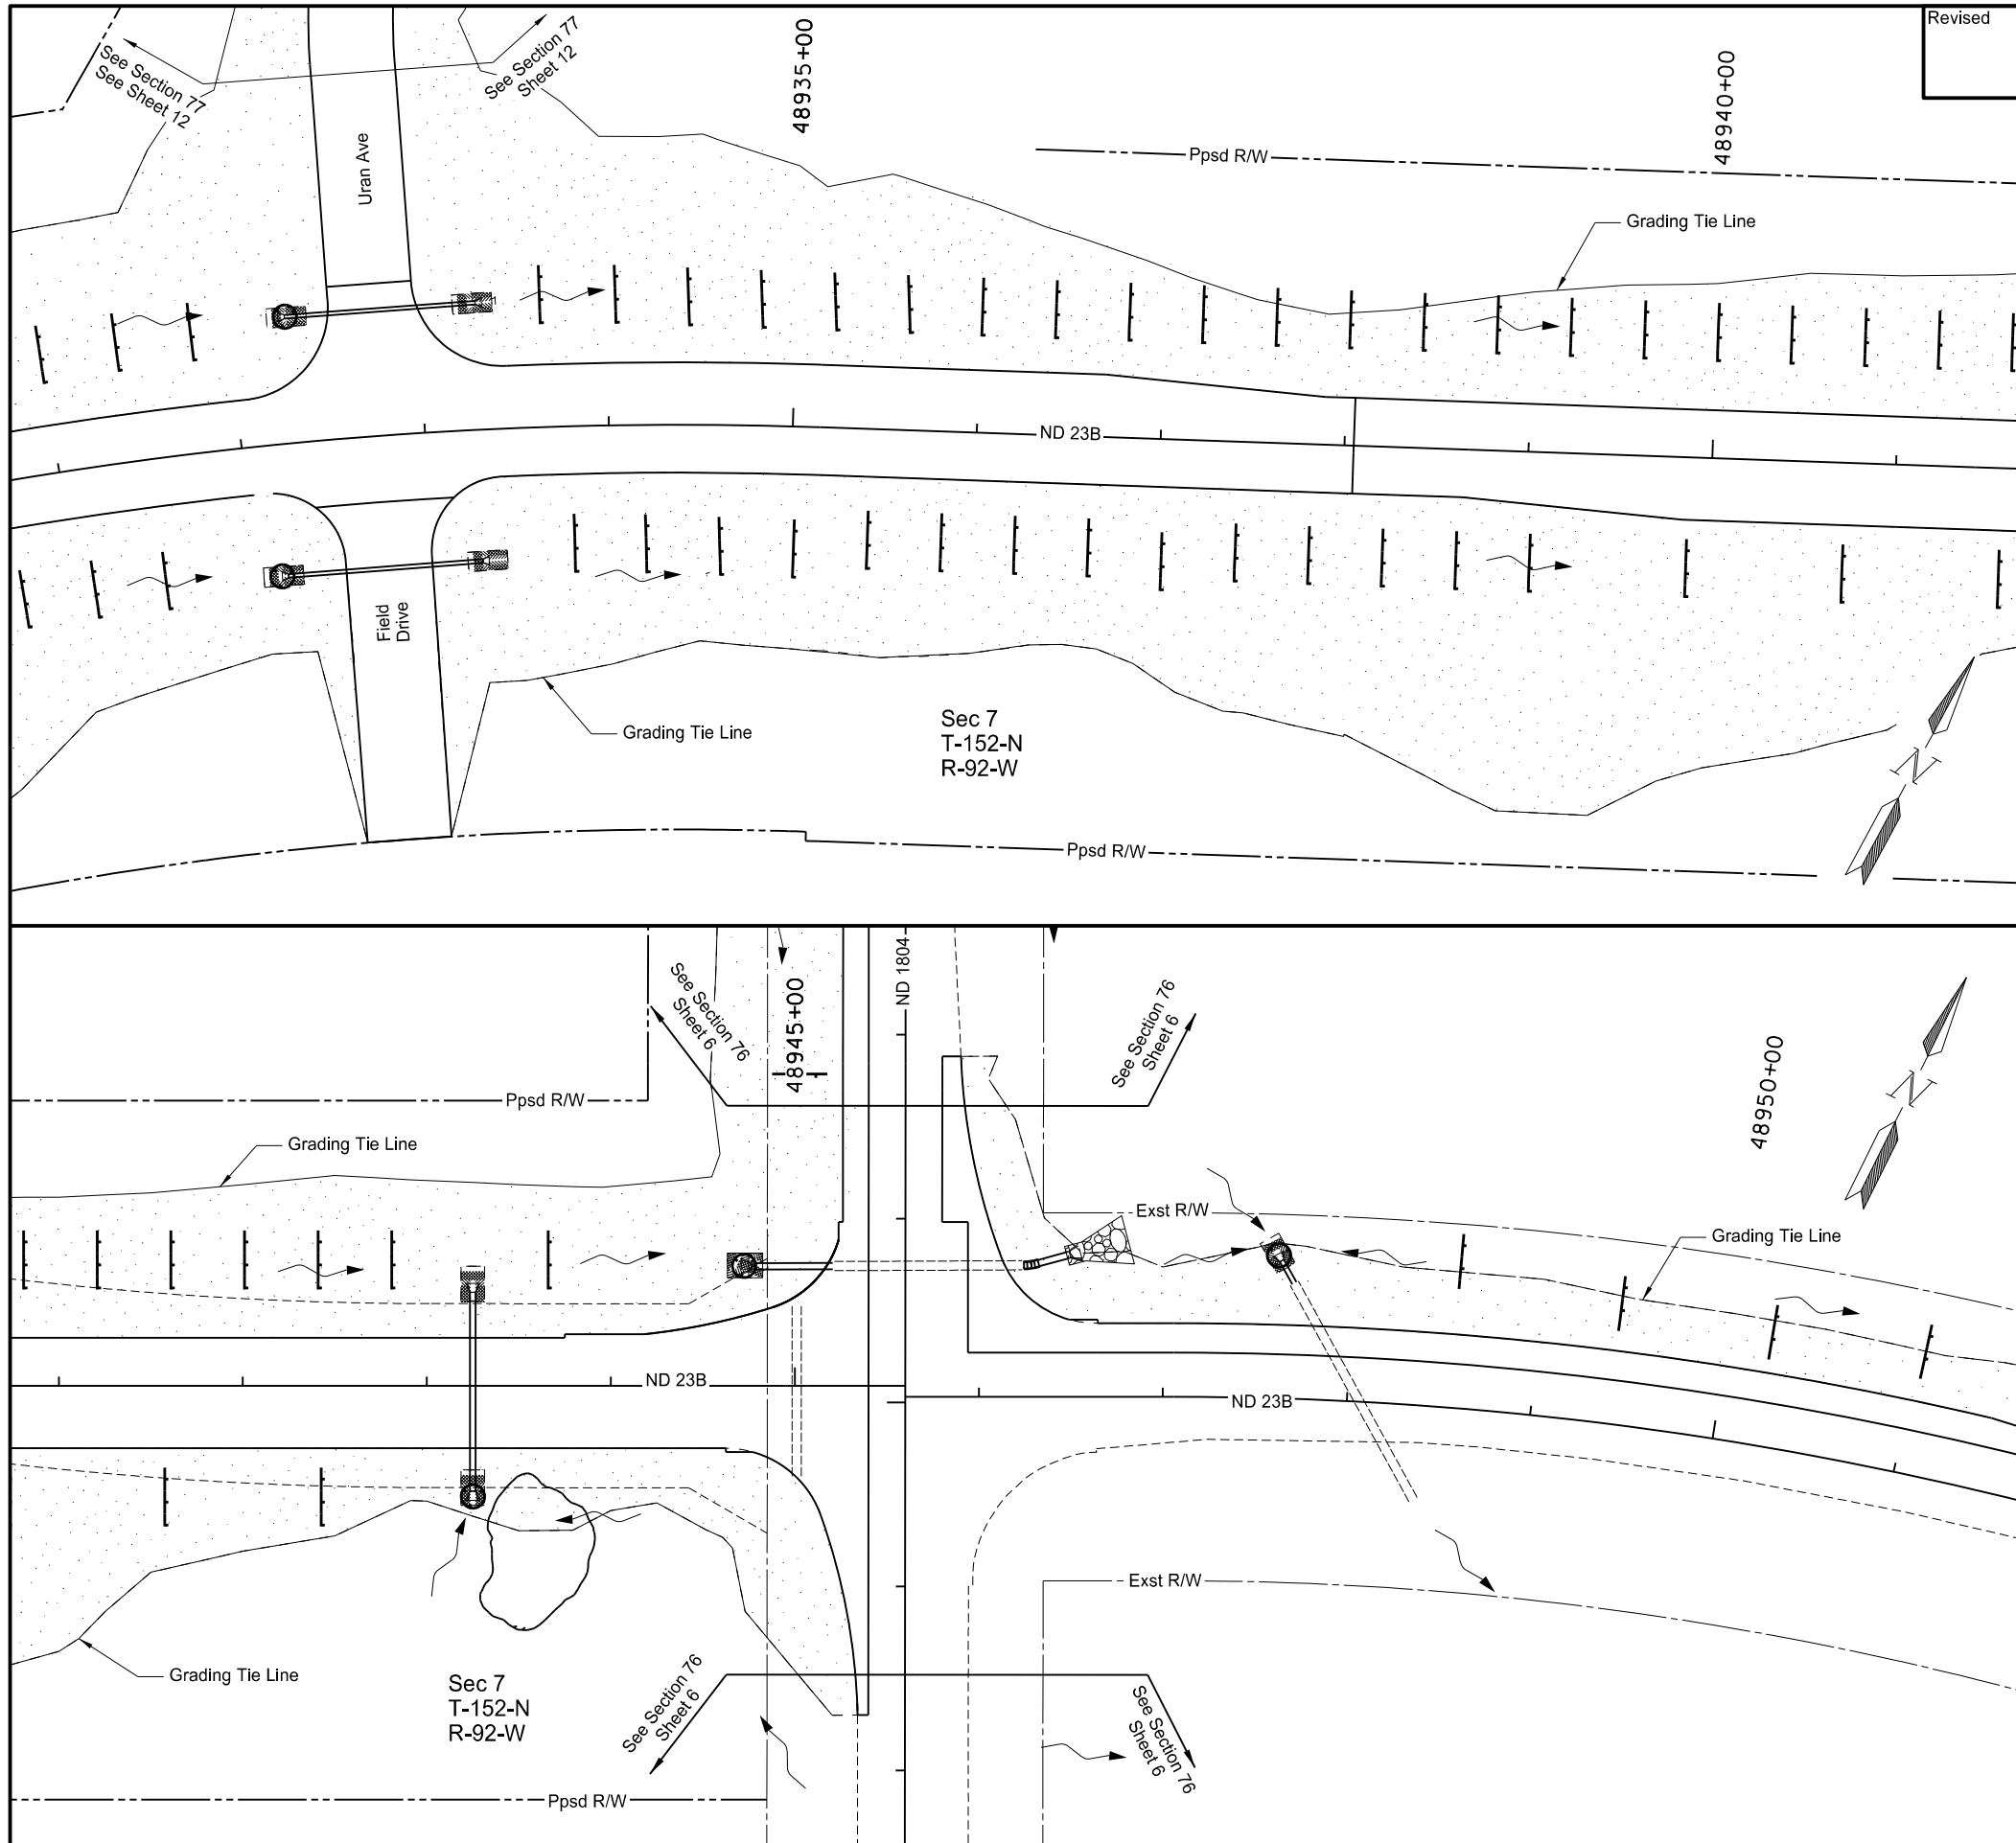 Revised
See Section 77
See Sheet 12
See Section 77
Sheet 12
48935+00
48940+00
Uran Ave
Ppsd R/W
Grading Tie Line
ND 23B
Field
Drive
Grading Tie Line
Sec 7
T-152-N
R-92-W
N
Ppsd R/W
See Section 76
Sheet 6
48945+00
ND 1804
See Section 76
Sheet 6
48950+00
N
Ppsd R/W
Grading Tie Line
Exst R/W
Grading Tie Line
ND 23B
ND 23B
Exst R/W
Grading Tie Line
Sec 7
T-152-N
R-92-W
See Section 76
Sheet 6
See Section 76
Sheet 6
Ppsd R/W